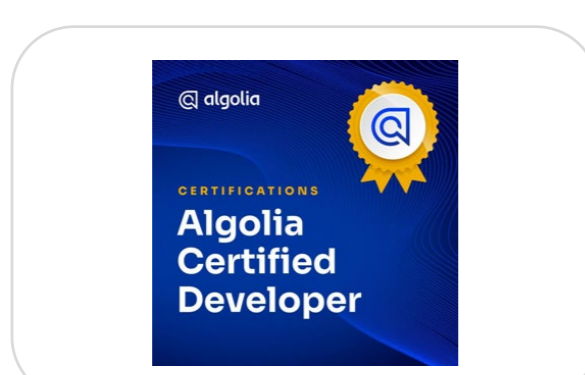 algolia
CERTIFICATIONS
Algolia
Certified
Developer